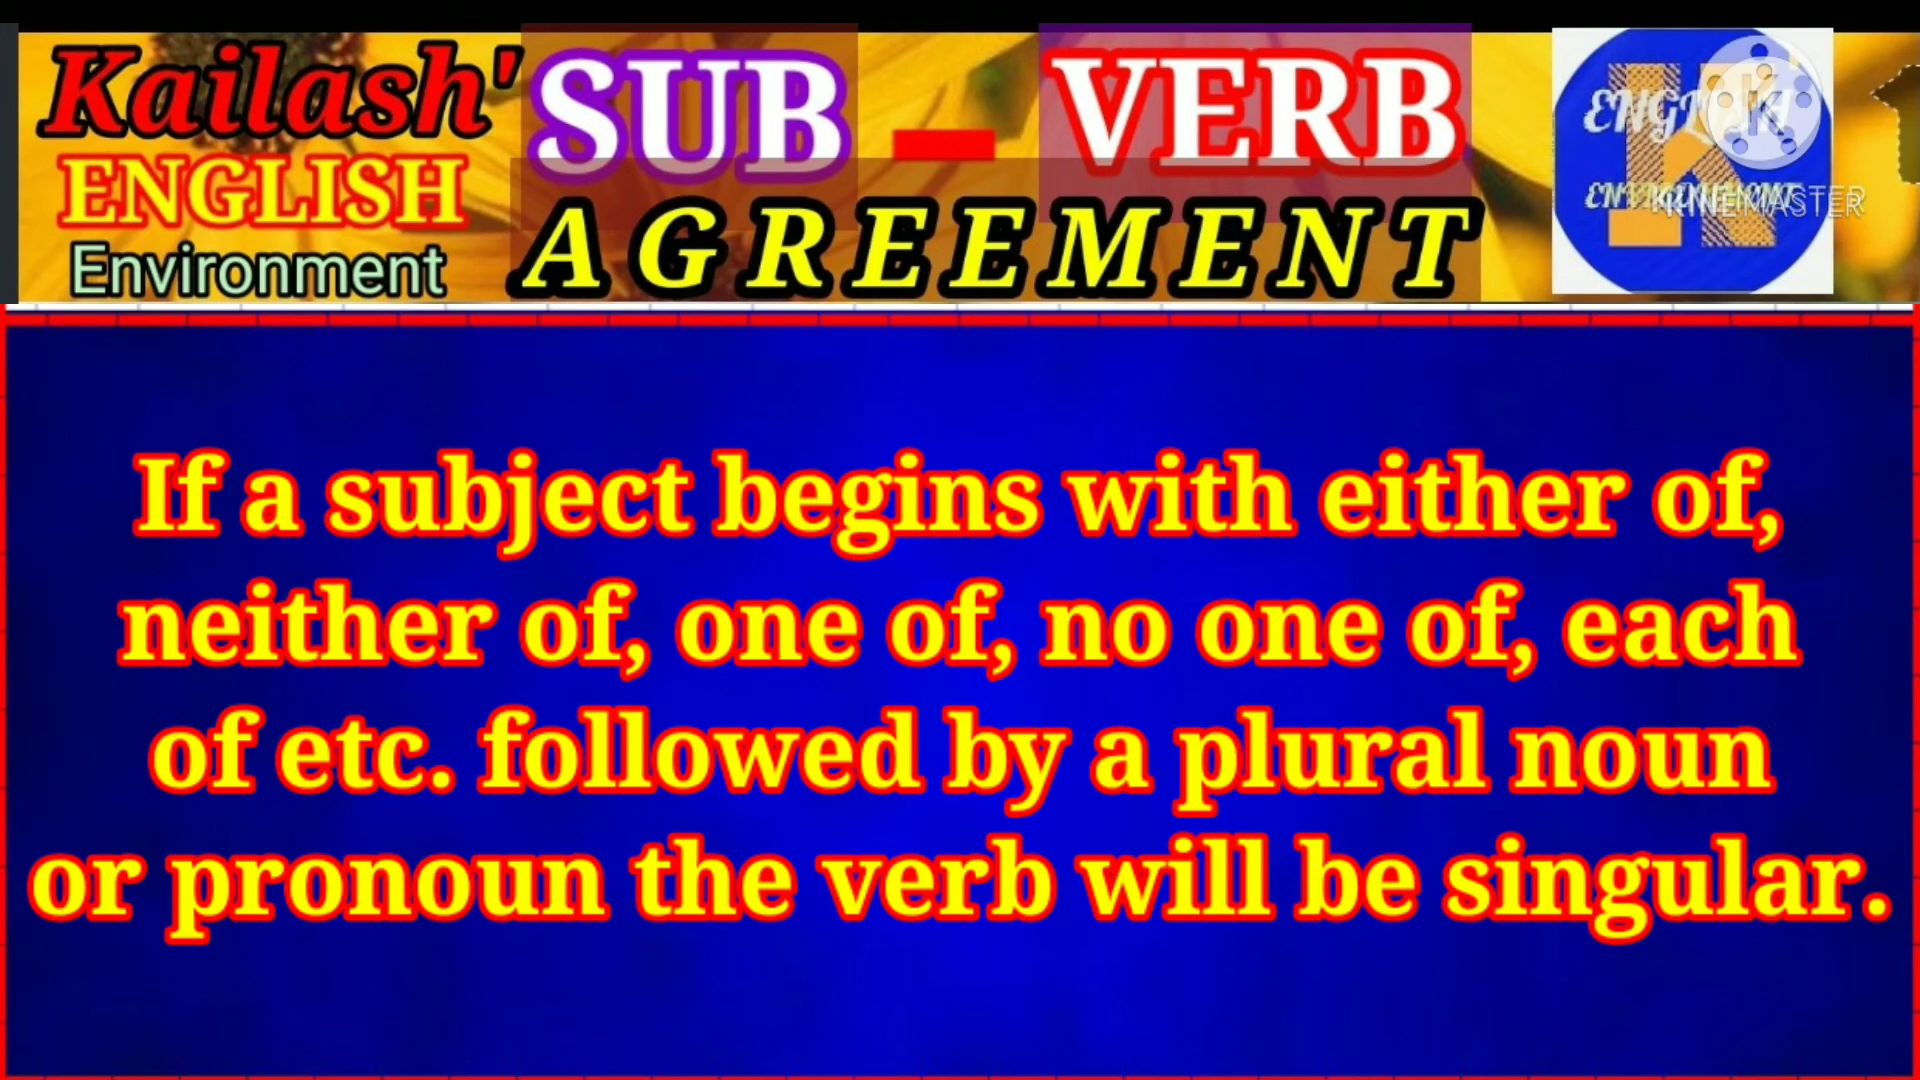 Kailash'
ENGLISH
Environment
SUB - VERB
AGREEMENT
KINEMASTER
If a subject begins with either of,
neither of, one of, no one of, each
of etc. followed by a plural noun
or pronoun the verb will be singular.